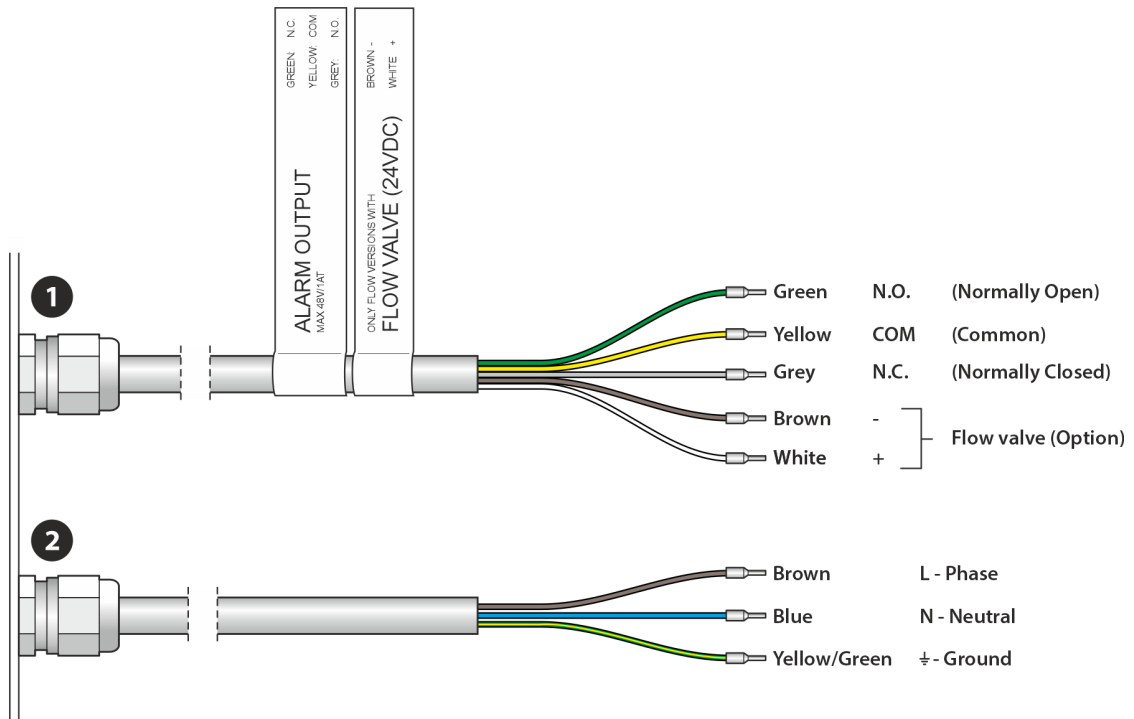 GREEN: N.C.
YELLOW: COM
GREY: N.O.
ALARM OUTPUT
MAX 48V/1AT
BROWN -
WHITE +
ONLY FLOW VERSIONS WITH
FLOW VALVE (24VDC)
1
Green N.O. (Normally Open)
Yellow COM (Common)
Grey N.C. (Normally Closed)
Brown -
White +
Flow valve (Option)
2
Brown L - Phase
Blue N - Neutral
Yellow/Green ⏚ - Ground